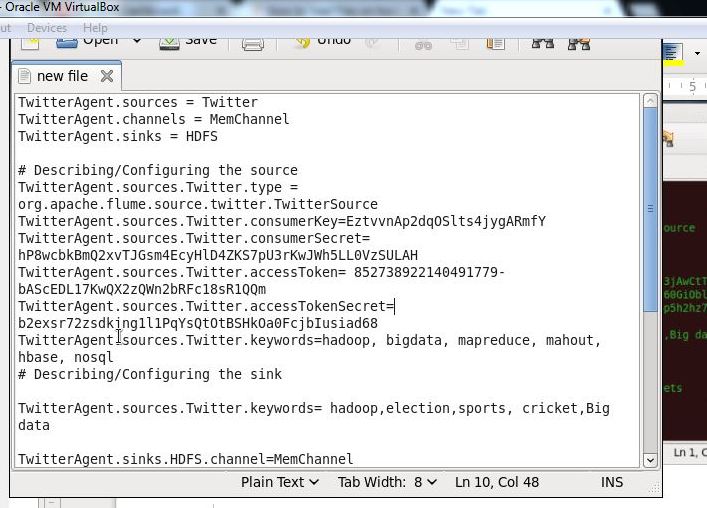 - Oracle VM VirtualBox
ut Devices Help
Open Save Undo
new file
TwitterAgent.sources = Twitter
TwitterAgent.channels = MemChannel
TwitterAgent.sinks = HDFS
# Describing/Configuring the source
TwitterAgent.sources.Twitter.type =
org.apache.flume.source.twitter.TwitterSource
TwitterAgent.sources.Twitter.consumerKey=EztvvnAp2dqOSlts4jygARmfY
TwitterAgent.sources.Twitter.consumerSecret=
hP8wcbkBmQ2xvTJGsm4EcyHlD4ZKS7pU3rKwJWh5LL0VzSULAH
TwitterAgent.sources.Twitter.accessToken= 852738922140491779-
bAScEDL17KwQX2zQWn2bRFc18sR1QQm
TwitterAgent.sources.Twitter.accessTokenSecret=
b2exsr72zsdkjng1l1PqYsQtOtBSHkOa0FcjbIusiad68
TwitterAgent.sources.Twitter.keywords=hadoop, bigdata, mapreduce, mahout,
hbase, nosql
# Describing/Configuring the sink
TwitterAgent.sources.Twitter.keywords= hadoop,election,sports, cricket,Big
data
TwitterAgent.sinks.HDFS.channel=MemChannel
Plain Text Tab Width: 8 Ln 10, Col 48 INS
5
ource
3jAwCtT
60GiObl
p5h2hz7
,Big da
ets
Ln 1, C